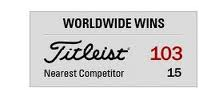 WORLDWIDE WINS
Titleist 103
Nearest Competitor 15